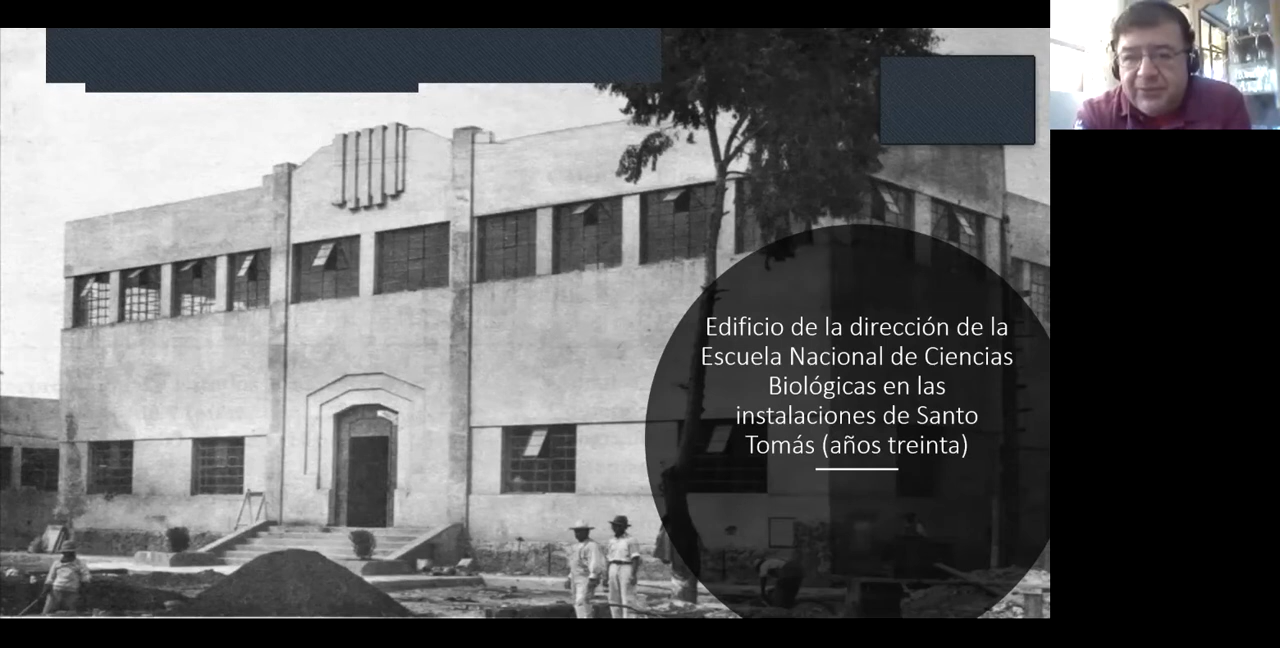 Edificio de la dirección de la
Escuela Nacional de Ciencias
Biológicas en las
instalaciones de Santo
Tomás (años treinta)